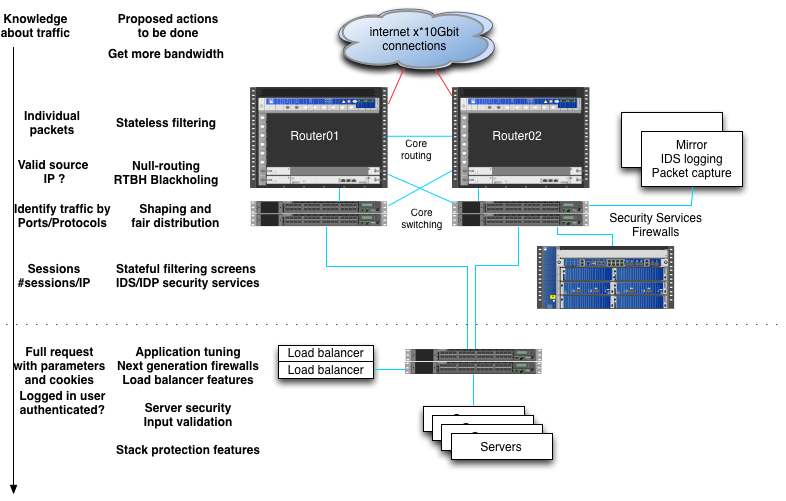 Knowledge
about traffic
Proposed actions
to be done
Get more bandwidth
internet x*10Gbit
connections
Individual
packets
Stateless filtering
Router01
Router02
Core
routing
Mirror
IDS logging
Packet capture
Valid source
IP ?
Null-routing
RTBH Blackholing
Identify traffic by
Ports/Protocols
Shaping and
fair distribution
Core
switching
Security Services
Firewalls
Sessions
#sessions/IP
Stateful filtering screens
IDS/IDP security services
Full request
with parameters
and cookies
Logged in user
authenticated?
Application tuning
Next generation firewalls
Load balancer features
Server security
Input validation
Stack protection features
Load balancer
Load balancer
Servers